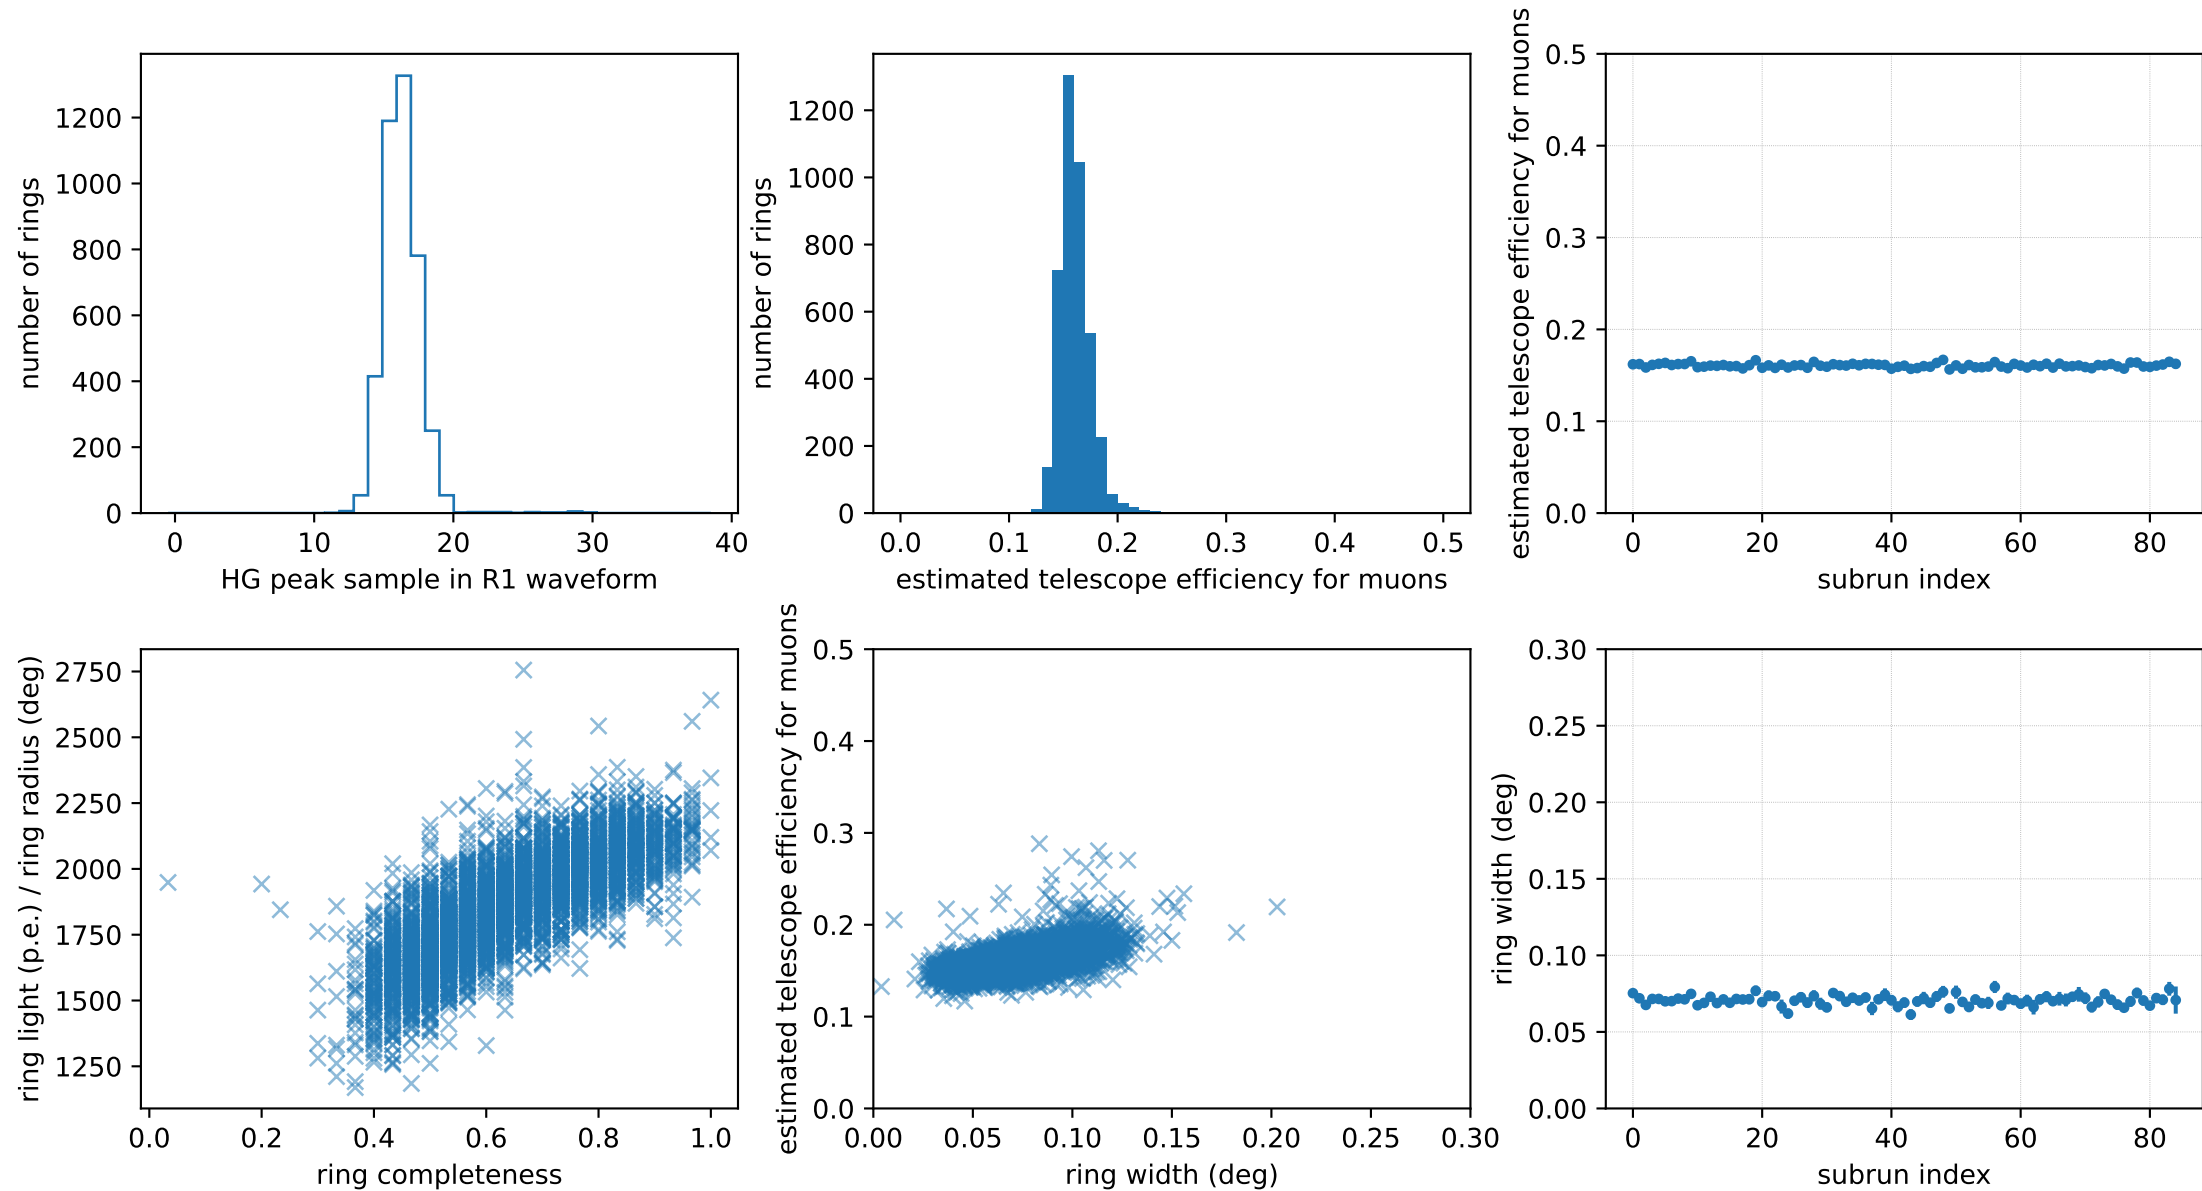 1200
1000
800
600
400
200
0
number of rings
0 10 20 30 40
HG peak sample in R1 waveform
1200
1000
800
600
400
200
0
number of rings
0.0 0.1 0.2 0.3 0.4 0.5
estimated telescope efficiency for muons
0.5
0.4
0.3
0.2
0.1
0.0
estimated telescope efficiency for muons
0 20 40 60 80
subrun index
2750
2500
2250
2000
1750
1500
1250
ring light (p.e.) / ring radius (deg)
0.0 0.2 0.4 0.6 0.8 1.0
ring completeness
0.5
0.4
0.3
0.2
0.1
0.0
estimated telescope efficiency for muons
0.00 0.05 0.10 0.15 0.20 0.25 0.30
ring width (deg)
0.30
0.25
0.20
0.15
0.10
0.05
0.00
ring width (deg)
0 20 40 60 80
subrun index